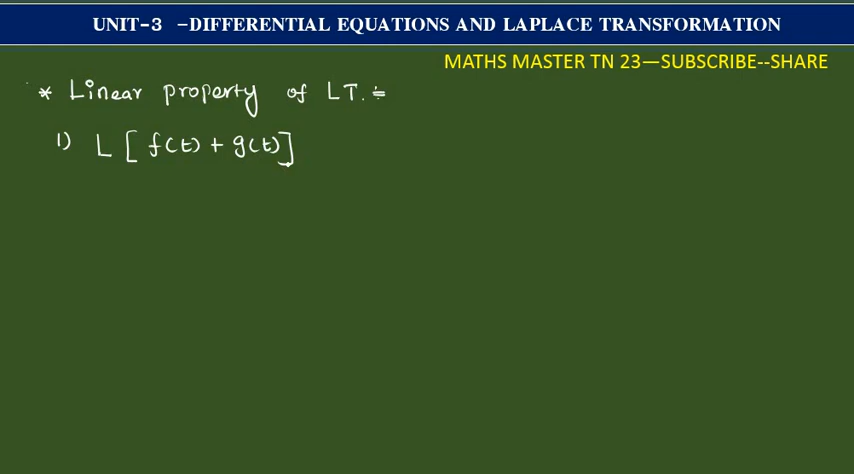 UNIT-3 -DIFFERENTIAL EQUATIONS AND LAPLACE TRANSFORMATION
MATHS MASTER TN 23—SUBSCRIBE--SHARE
* Linear property of LT. :-
1) L [ f(t) + g(t) ]